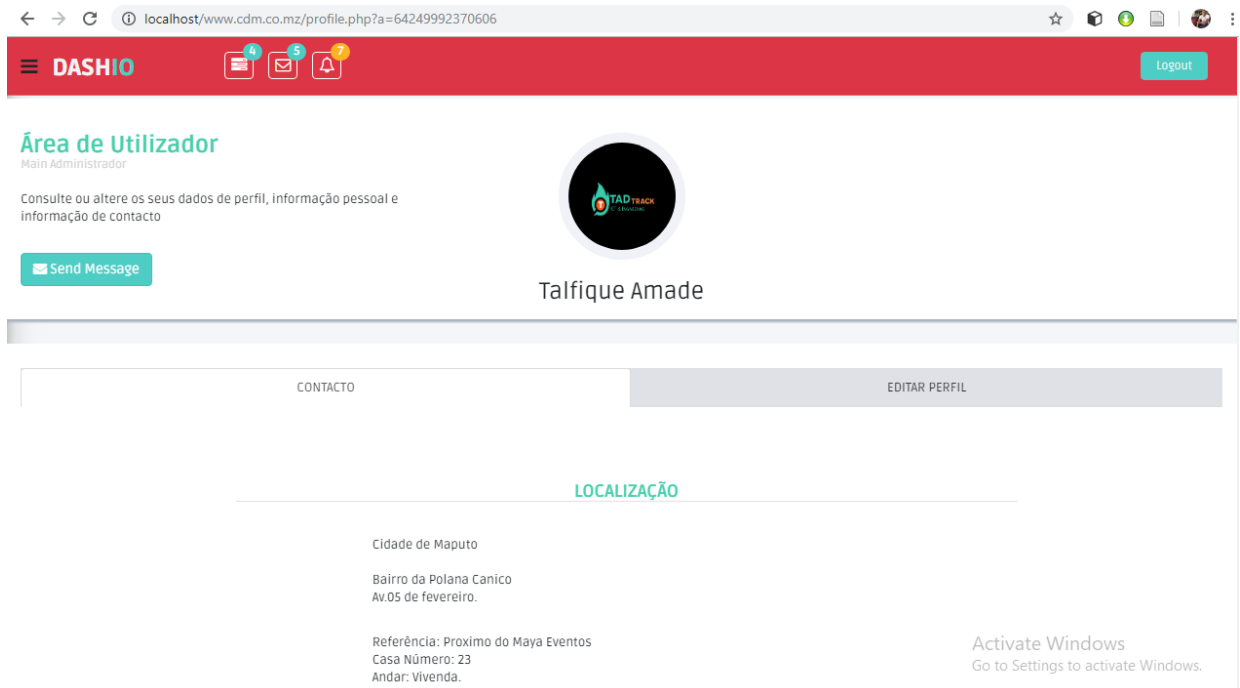 localhost/www.cdm.co.mz/profile.php?a=64249992370606
DASHIO
4
5
7
Logout
Área de Utilizador
Main Administrador
Consulte ou altere os seus dados de perfil, informação pessoal e
informação de contacto
Send Message
TAD TRACK
Talfique Amade
CONTACTO
EDITAR PERFIL
LOCALIZAÇÃO
Cidade de Maputo
Bairro da Polana Canico
Av.05 de fevereiro.
Referência: Proximo do Maya Eventos
Casa Número: 23
Andar: Vivenda.
Activate Windows
Go to Settings to activate Windows.